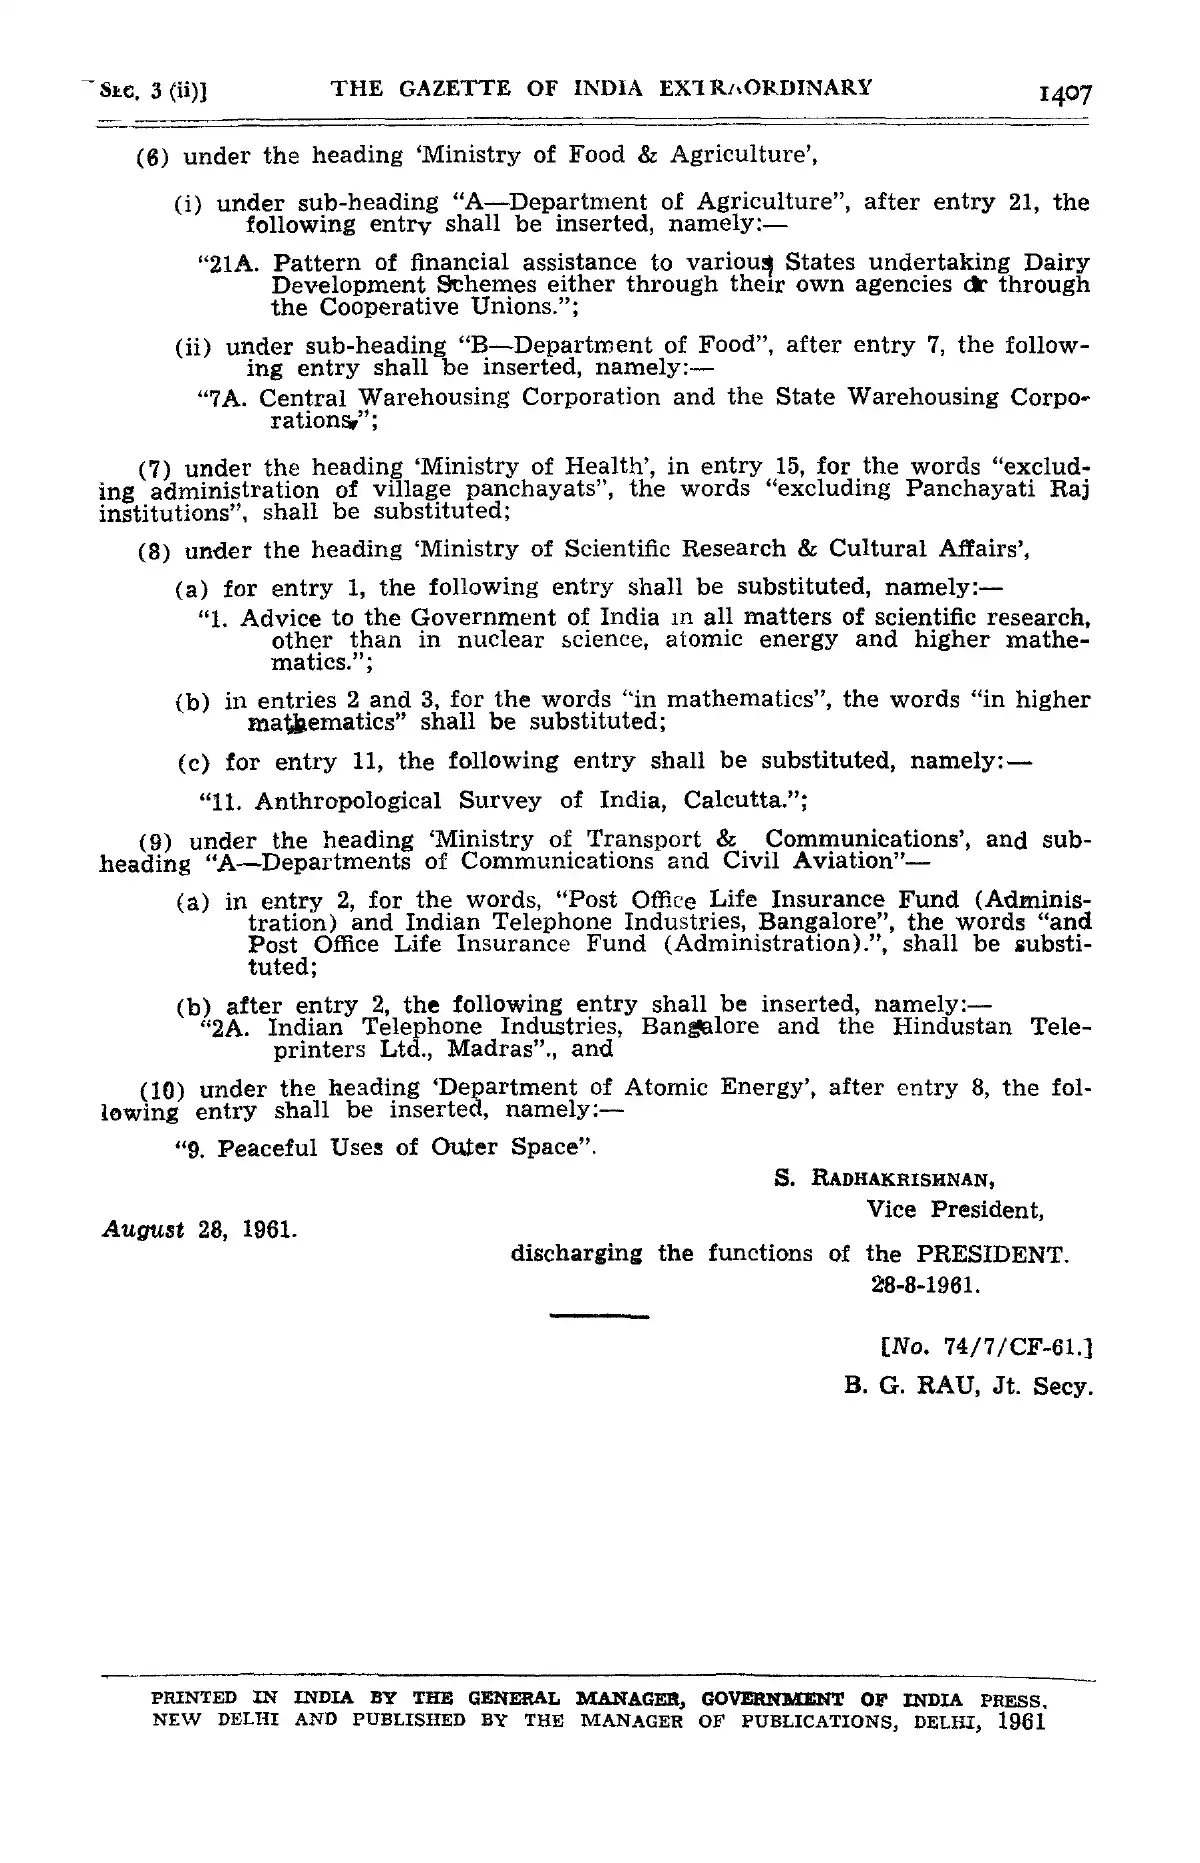 SEC. 3 (ii)] THE GAZETTE OF INDIA EXTRAORDINARY 1407
(6) under the heading ‘Ministry of Food & Agriculture’,
(i) under sub-heading “A—Department of Agriculture”, after entry 21, the
following entry shall be inserted, namely:—
“21A. Pattern of financial assistance to various States undertaking Dairy
Development Schemes either through their own agencies or through
the Cooperative Unions.”;
(ii) under sub-heading “B—Department of Food”, after entry 7, the follow-
ing entry shall be inserted, namely:—
“7A. Central Warehousing Corporation and the State Warehousing Corpo-
rations,”;
(7) under the heading ‘Ministry of Health’, in entry 15, for the words “exclud-
ing administration of village panchayats”, the words “excluding Panchayati Raj
institutions”, shall be substituted;
(8) under the heading ‘Ministry of Scientific Research & Cultural Affairs’,
(a) for entry 1, the following entry shall be substituted, namely:—
“1. Advice to the Government of India in all matters of scientific research,
other than in nuclear science, atomic energy and higher mathe-
matics.”;
(b) in entries 2 and 3, for the words “in mathematics”, the words “in higher
mathematics” shall be substituted;
(c) for entry 11, the following entry shall be substituted, namely:—
“11. Anthropological Survey of India, Calcutta.”;
(9) under the heading ‘Ministry of Transport & Communications’, and sub-
heading “A—Departments of Communications and Civil Aviation”—
(a) in entry 2, for the words, “Post Office Life Insurance Fund (Adminis-
tration) and Indian Telephone Industries, Bangalore”, the words “and
Post Office Life Insurance Fund (Administration).”, shall be substi-
tuted;
(b) after entry 2, the following entry shall be inserted, namely:—
“2A. Indian Telephone Industries, Bangalore and the Hindustan Tele-
printers Ltd., Madras”., and
(10) under the heading ‘Department of Atomic Energy’, after entry 8, the fol-
lowing entry shall be inserted, namely:—
“9. Peaceful Uses of Outer Space”.
S. RADHAKRISHNAN,
Vice President,
August 28, 1961.
discharging the functions of the PRESIDENT.
28-8-1961.
[No. 74/7/CF-61.]
B. G. RAU, Jt. Secy.
PRINTED IN INDIA BY THE GENERAL MANAGER, GOVERNMENT OF INDIA PRESS,
NEW DELHI AND PUBLISHED BY THE MANAGER OF PUBLICATIONS, DELHI, 1961